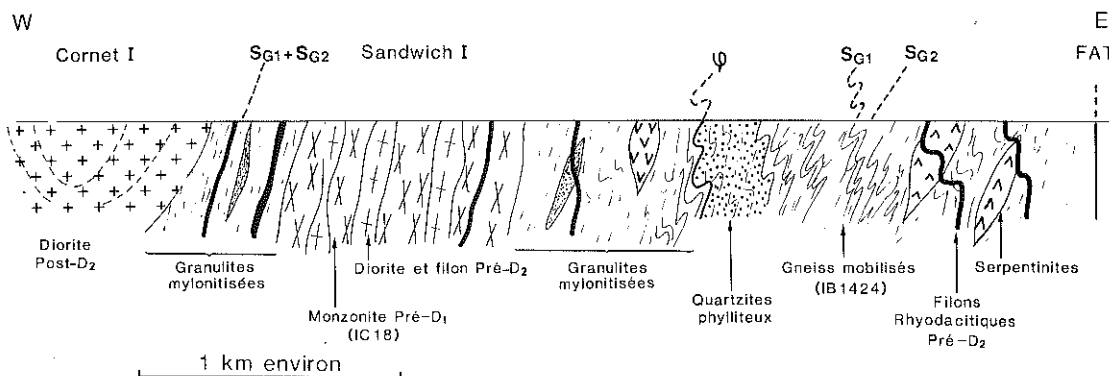 W
E
Cornet I
SG1+SG2
Sandwich I
φ
SG1
SG2
FAT
Diorite
Post-D2
Granulites
mylonitisées
Monzonite Pré-D1
(IC18)
Diorite et filon Pré-D2
Granulites
mylonitisées
Quartzites
phylliteux
Gneiss mobilisés
(IB1424)
Filons
Rhyodacitiques
Pré-D2
Serpentinites
1 km environ